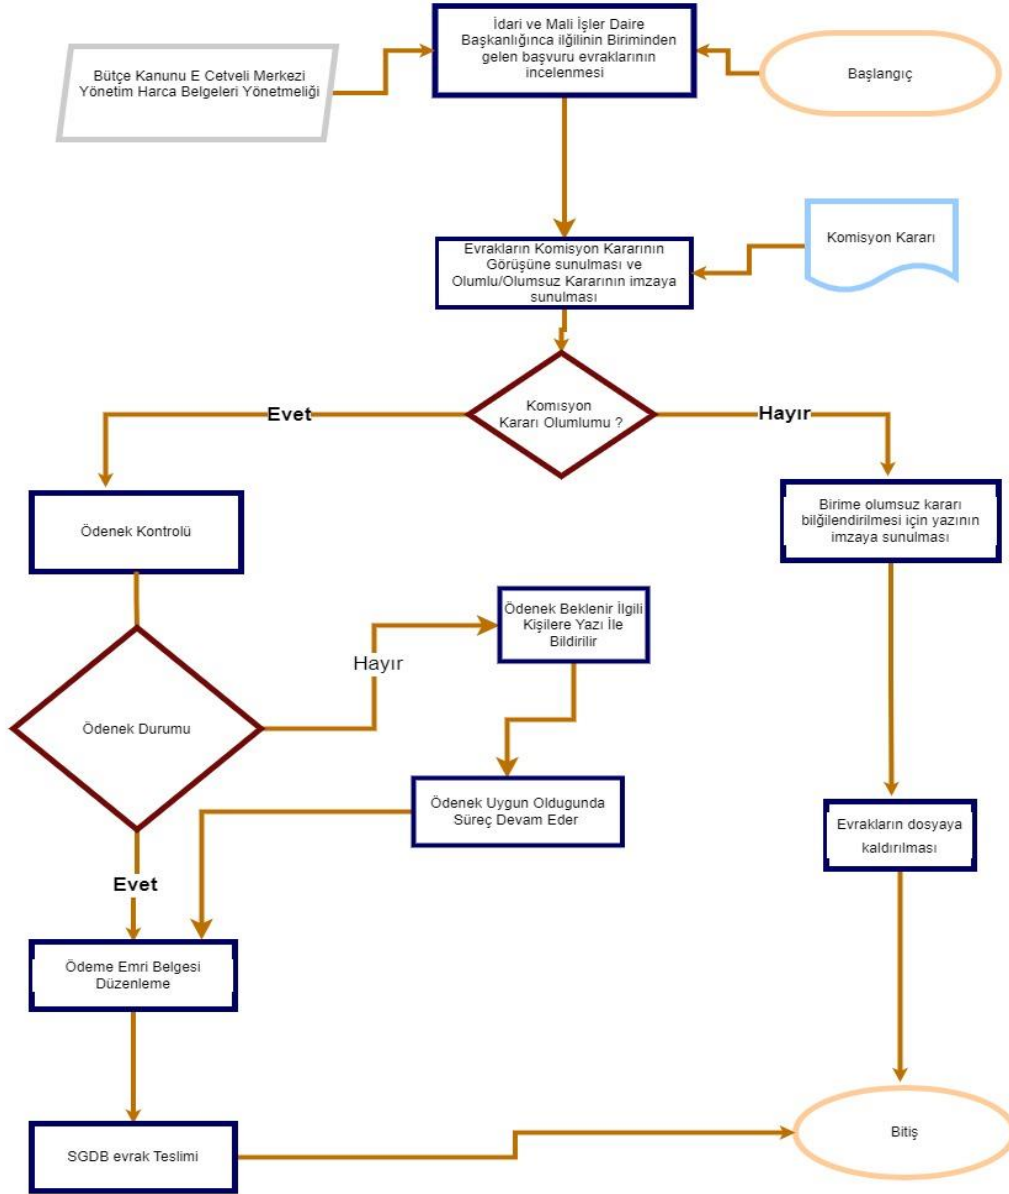 İdari ve Mali İşler Daire
Başkanlığınca ilğilinin Biriminden
gelen başvuru evraklarının
incelenmesi
Bütçe Kanunu E Cetveli Merkezi
Yönetim Harca Belgeleri Yönetmeliği
Başlangıç
Evrakların Komisyon Kararının
Görüşüne sunulması ve
Olumlu/Olumsuz Kararının imzaya
sunulması
Komisyon Kararı
Komısyon
Kararı Olumlumu ?
Evet
Hayır
Ödenek Kontrolü
Birime olumsuz kararı
bilğilendirilmesi için yazının
imzaya sunulması
Ödenek Beklenir İlgili
Kişilere Yazı İle
Bildirilir
Hayır
Ödenek Durumu
Ödenek Uygun Oldugunda
Süreç Devam Eder
Evrakların dosyaya
kaldırılması
Evet
Ödeme Emri Belgesi
Düzenleme
SGDB evrak Teslimi
Bitiş